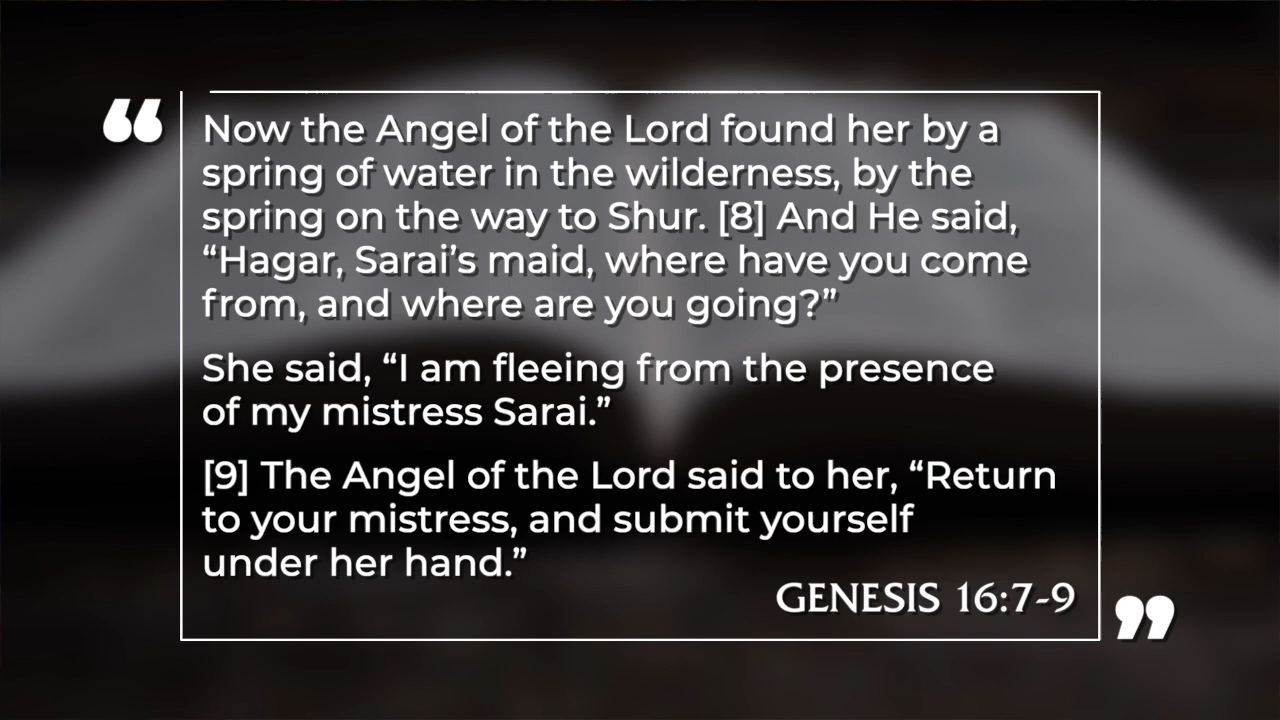 “
Now the Angel of the Lord found her by a
spring of water in the wilderness, by the
spring on the way to Shur. [8] And He said,
“Hagar, Sarai’s maid, where have you come
from, and where are you going?”
She said, “I am fleeing from the presence
of my mistress Sarai.”
[9] The Angel of the Lord said to her, “Return
to your mistress, and submit yourself
under her hand.”
GENESIS 16:7-9
”